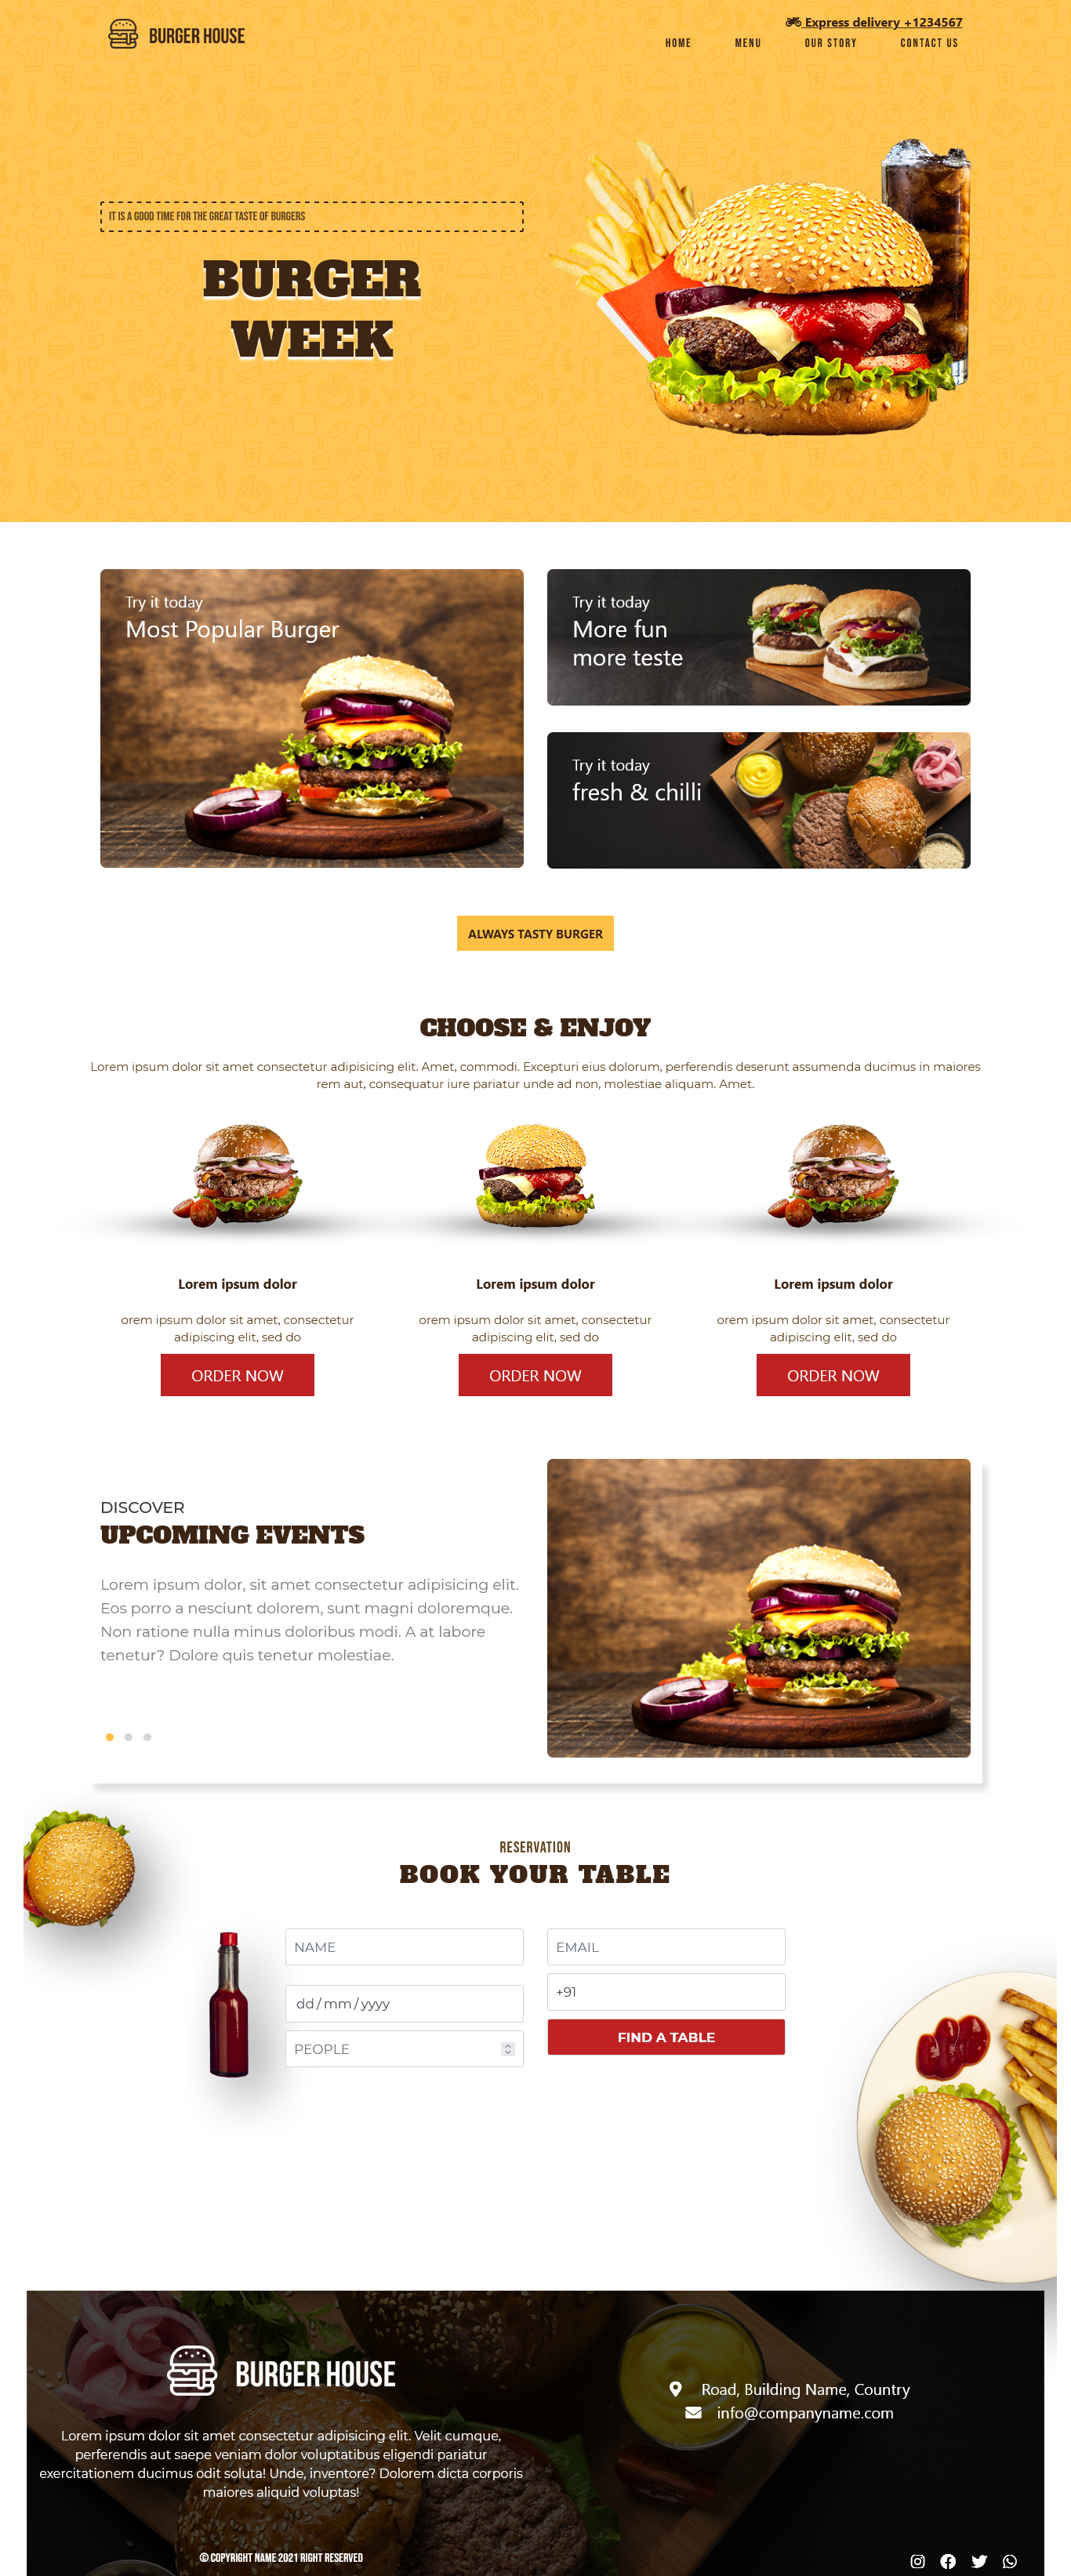 BURGER HOUSE
Express delivery +1234567
HOME
MENU
OUR STORY
CONTACT US
IT IS A GOOD TIME FOR THE GREAT TASTE OF BURGERS
BURGER
WEEK
Try it today
Most Popular Burger
Try it today
More fun
more teste
Try it today
fresh & chilli
ALWAYS TASTY BURGER
CHOOSE & ENJOY
Lorem ipsum dolor sit amet consectetur adipisicing elit. Amet, commodi. Excepturi eius dolorum, perferendis deserunt assumenda ducimus in maiores
rem aut, consequatur iure pariatur unde ad non, molestiae aliquam. Amet.
Lorem ipsum dolor
orem ipsum dolor sit amet, consectetur
adipiscing elit, sed do
ORDER NOW
Lorem ipsum dolor
orem ipsum dolor sit amet, consectetur
adipiscing elit, sed do
ORDER NOW
Lorem ipsum dolor
orem ipsum dolor sit amet, consectetur
adipiscing elit, sed do
ORDER NOW
DISCOVER
UPCOMING EVENTS
Lorem ipsum dolor, sit amet consectetur adipisicing elit.
Eos porro a nesciunt dolorem, sunt magni doloremque.
Non ratione nulla minus doloribus modi. A at labore
tenetur? Dolore quis tenetur molestiae.
RESERVATION
BOOK YOUR TABLE
NAME
EMAIL
dd/mm/yyyy
+91
PEOPLE
FIND A TABLE
BURGER HOUSE
Lorem ipsum dolor sit amet consectetur adipisicing elit. Velit cumque,
perferendis aut saepe veniam dolor voluptatibus eligendi pariatur
exercitationem ducimus odit soluta! Unde, inventore? Dolorem dicta corporis
maiores aliquid voluptas!
Road, Building Name, Country
info@companyname.com
© COPYRIGHT NAME 2021 RIGHT RESERVED